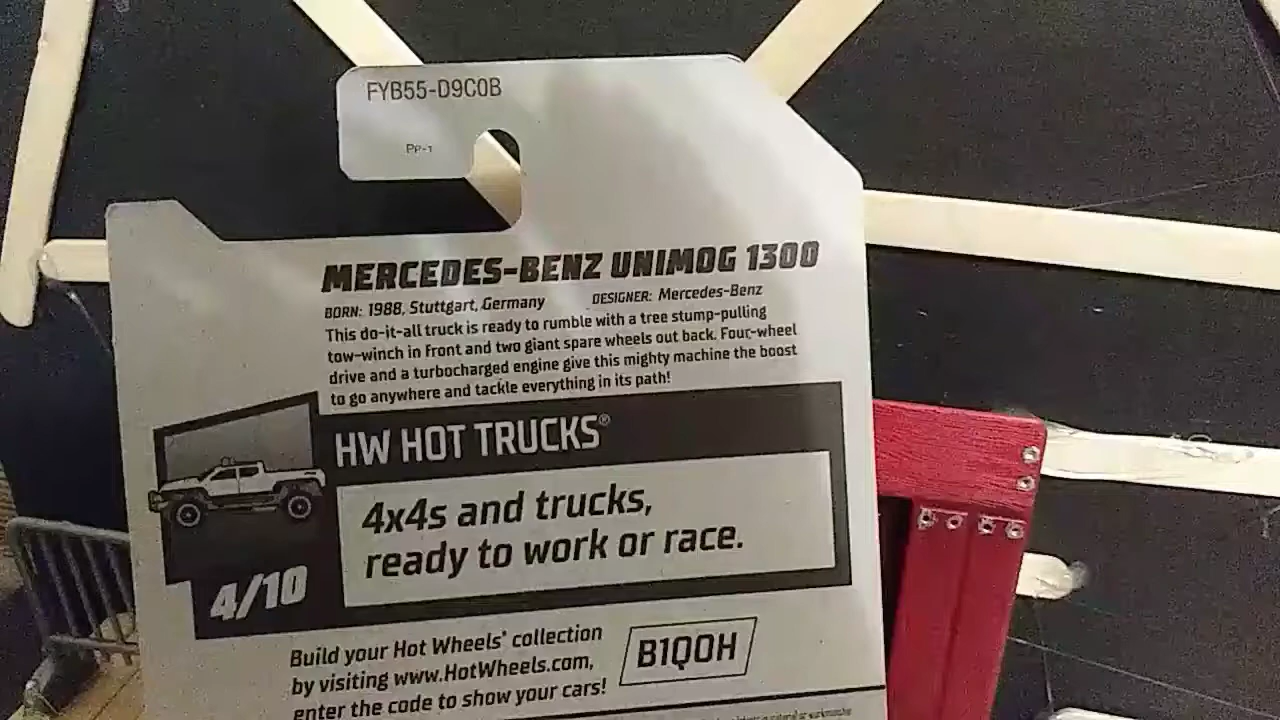 FYB55-D9C0B
PP-1
MERCEDES-BENZ UNIMOG 1300
BORN: 1988, Stuttgart, Germany DESIGNER: Mercedes-Benz
This do-it-all truck is ready to rumble with a tree stump-pulling
tow-winch in front and two giant spare wheels out back. Four-wheel
drive and a turbocharged engine give this mighty machine the boost
to go anywhere and tackle everything in its path!
HW HOT TRUCKS®
4x4s and trucks,
ready to work or race.
4/10
Build your Hot Wheels® collection
by visiting www.HotWheels.com,
enter the code to show your cars!
B1Q0H